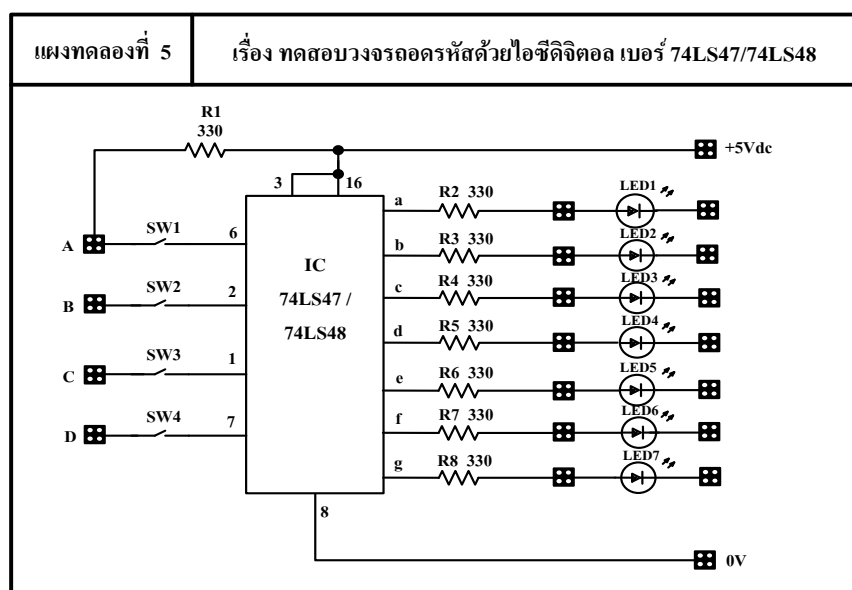 แผงทดลองที่ 5
เรื่อง ทดสอบวงจรถอดรหัสด้วยไอซีดิจิตอล เบอร์ 74LS47/74LS48
R1
330
+5Vdc
3
16
a
R2 330
LED1
A
SW1
6
b
R3 330
LED2
IC
74LS47 /
74LS48
B
SW2
2
c
R4 330
LED3
d
R5 330
LED4
C
SW3
1
e
R6 330
LED5
D
SW4
7
f
R7 330
LED6
g
R8 330
LED7
8
0V